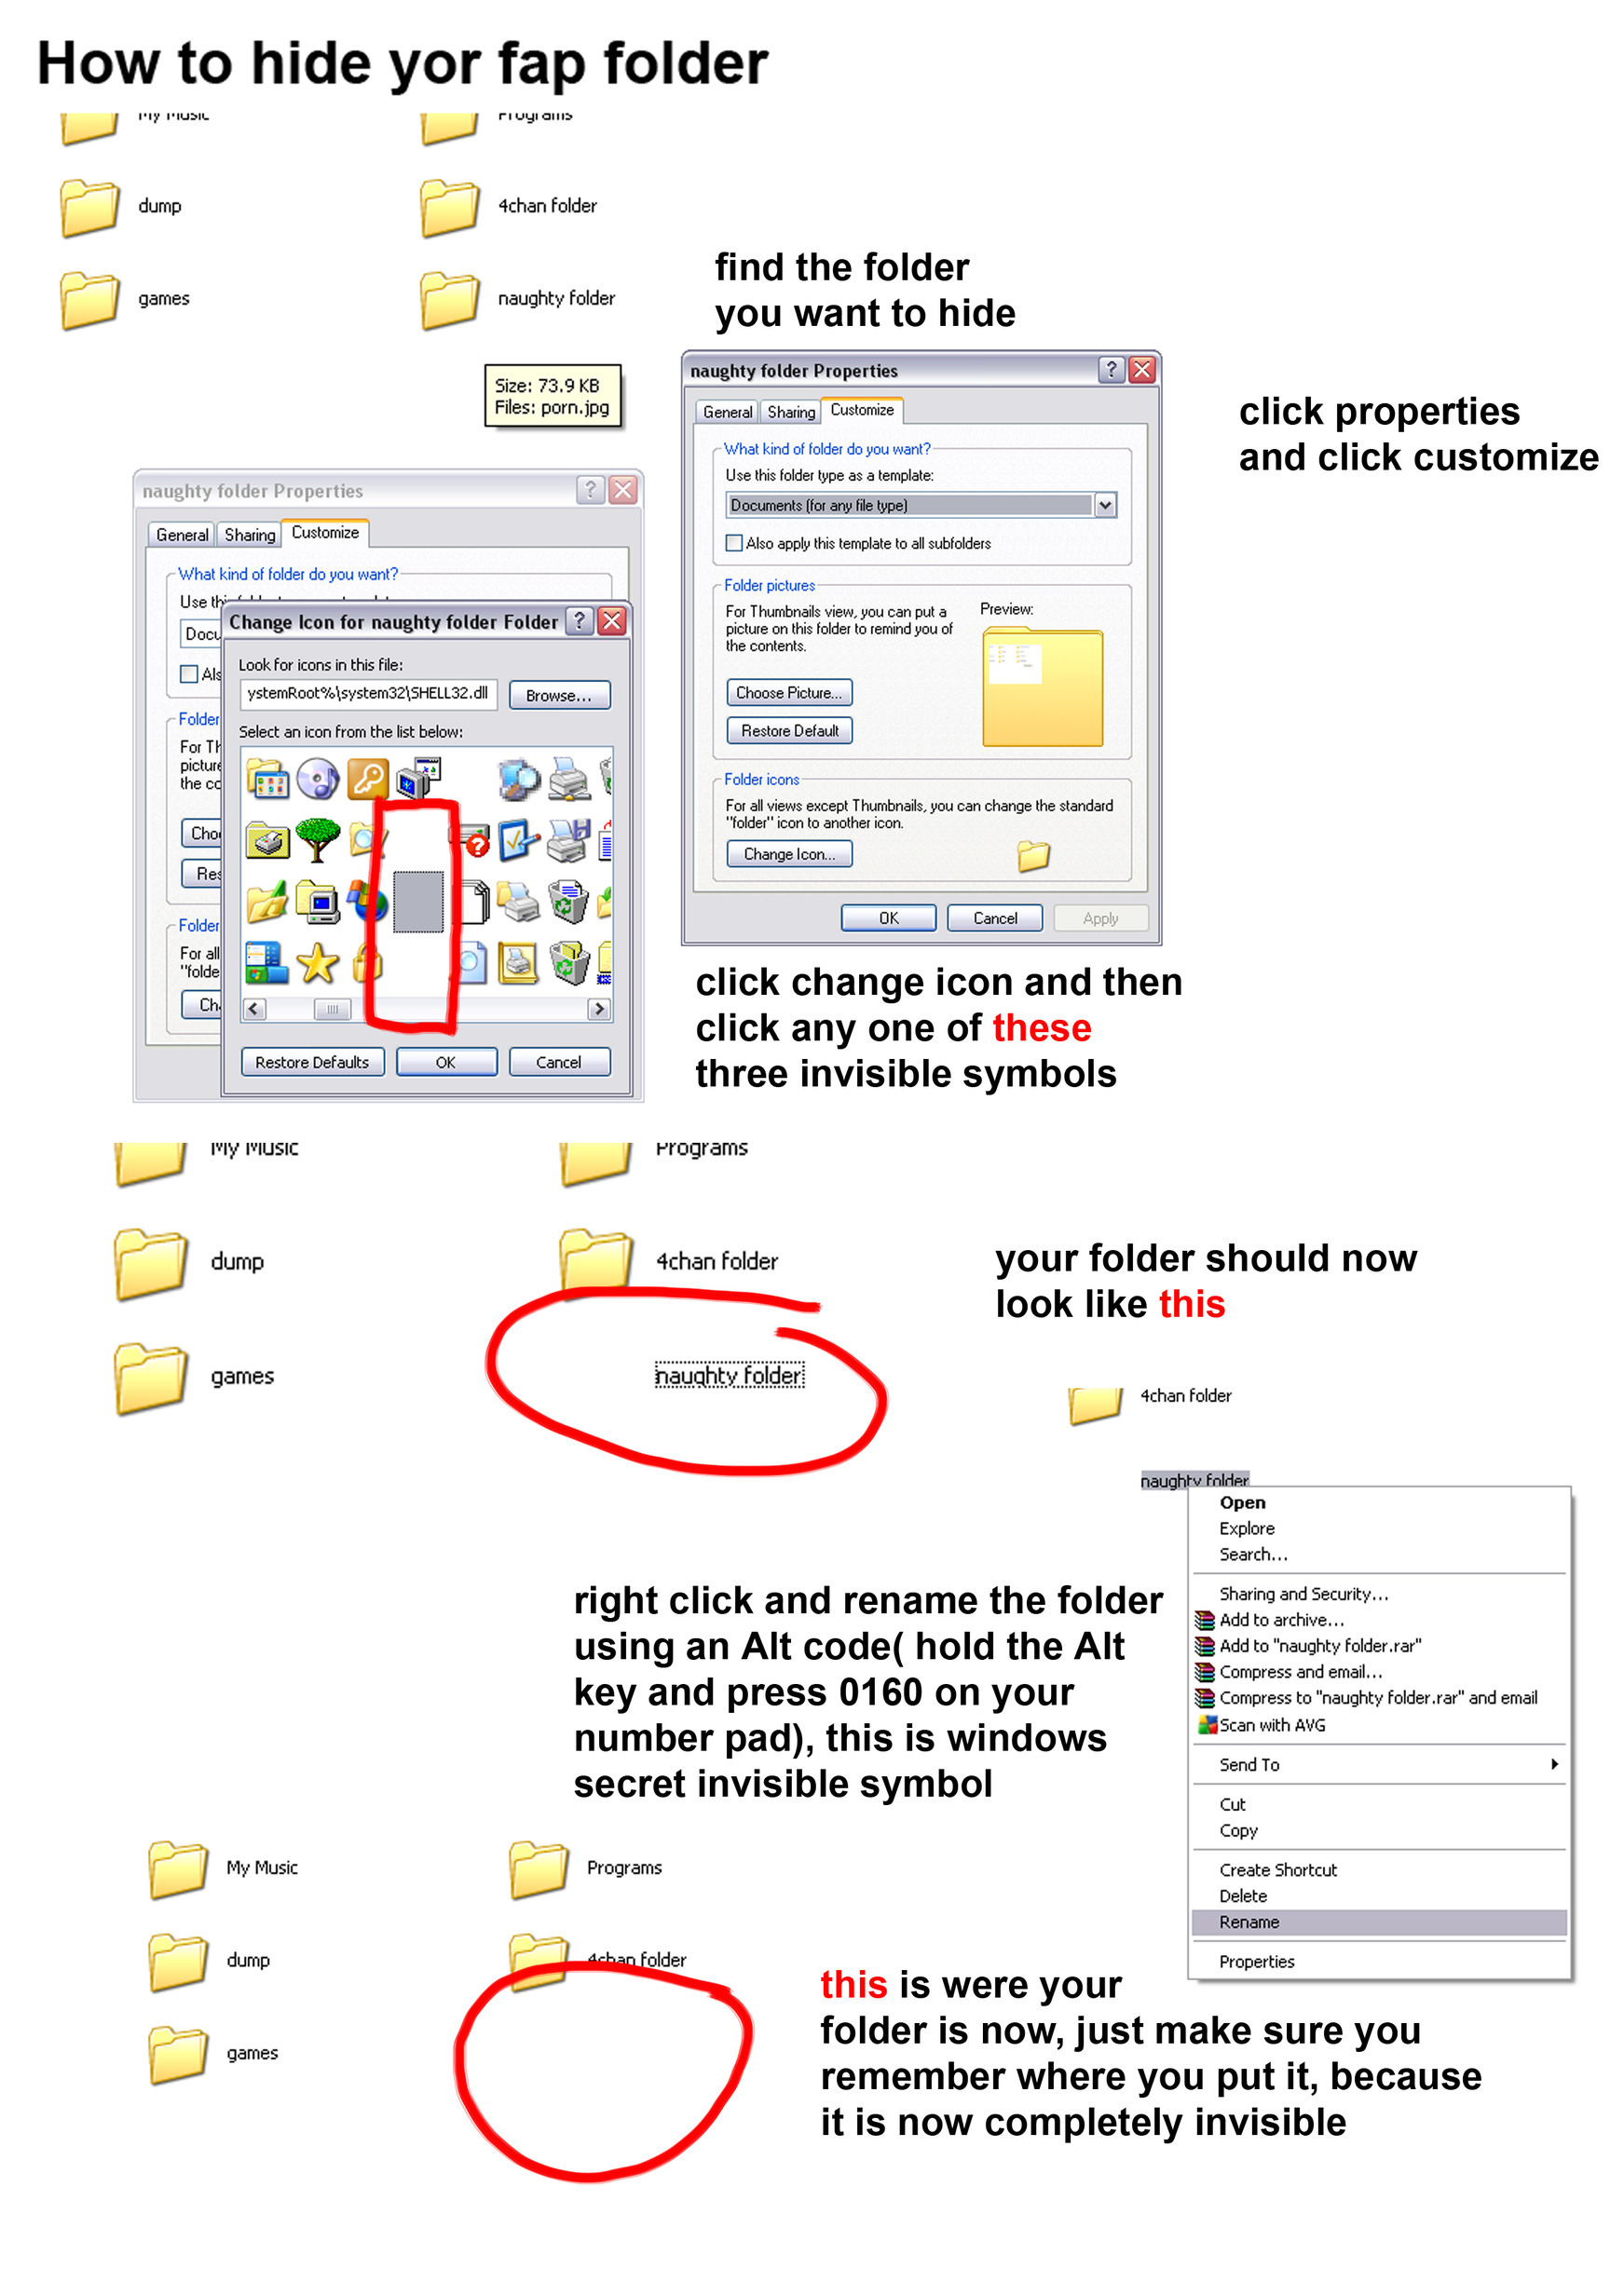 How to hide yor fap folder
My Music
Programs
dump
4chan folder
games
naughty folder
find the folder
you want to hide
Size: 73.9 KB
Files: porn.jpg
naughty folder Properties
General Sharing Customize
What kind of folder do you want?
Use this folder type as a template:
Documents (for any file type)
Also apply this template to all subfolders
Folder pictures
For Thumbnails view, you can put a
picture on this folder to remind you of
the contents.
Preview:
Choose Picture...
Restore Default
Folder icons
For all views except Thumbnails, you can change the standard
"folder" icon to another icon.
Change Icon...
OK Cancel Apply
click properties
and click customize
naughty folder Properties
General Sharing Customize
What kind of folder do you want?
Use thi
Docu
Als
Folder
For Th
picture
the co
Cho
Res
Folder
For all
"folde
Ch
Change Icon for naughty folder Folder
Look for icons in this file:
ystemRoot%\system32\SHELL32.dll
Browse...
Select an icon from the list below:
Restore Defaults OK Cancel
click change icon and then
click any one of these
three invisible symbols
My Music
Programs
dump
4chan folder
games
naughty folder
your folder should now
look like this
4chan folder
naughty folder
Open
Explore
Search...
Sharing and Security...
Add to archive...
Add to "naughty folder.rar"
Compress and email...
Compress to "naughty folder.rar" and email
Scan with AVG
Send To
Cut
Copy
Create Shortcut
Delete
Rename
Properties
right click and rename the folder
using an Alt code( hold the Alt
key and press 0160 on your
number pad), this is windows
secret invisible symbol
My Music
Programs
dump
4chan folder
games
this is were your
folder is now, just make sure you
remember where you put it, because
it is now completely invisible